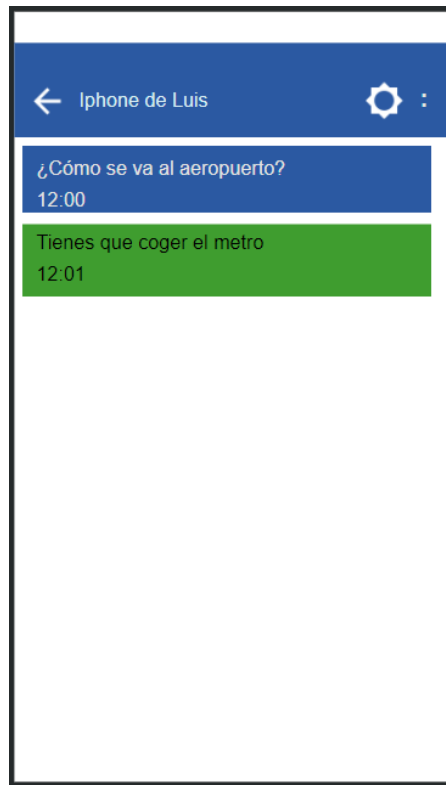 Iphone de Luis :
¿Cómo se va al aeropuerto?
12:00
Tienes que coger el metro
12:01